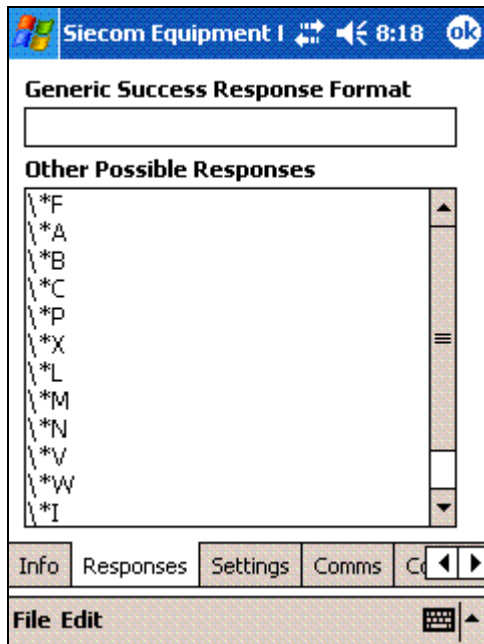 Siecom Equipment I 8:18 ok
Generic Success Response Format
Other Possible Responses
\*F
\*A
\*B
\*C
\*P
\*X
\*L
\*M
\*N
\*V
\*W
\*I
Info Responses Settings Comms
File Edit